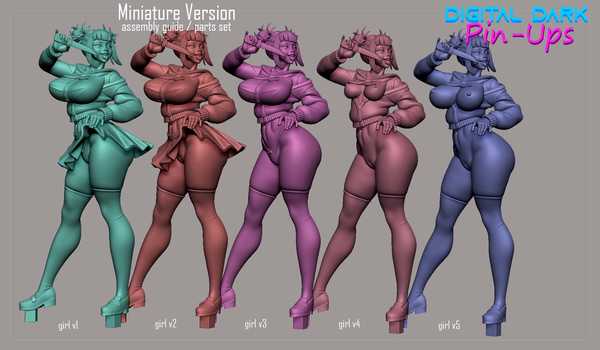 Miniature Version
assembly guide / parts set
DIGITAL DARK
Pin-Ups
girl v1
girl v2
girl v3
girl v4
girl v5